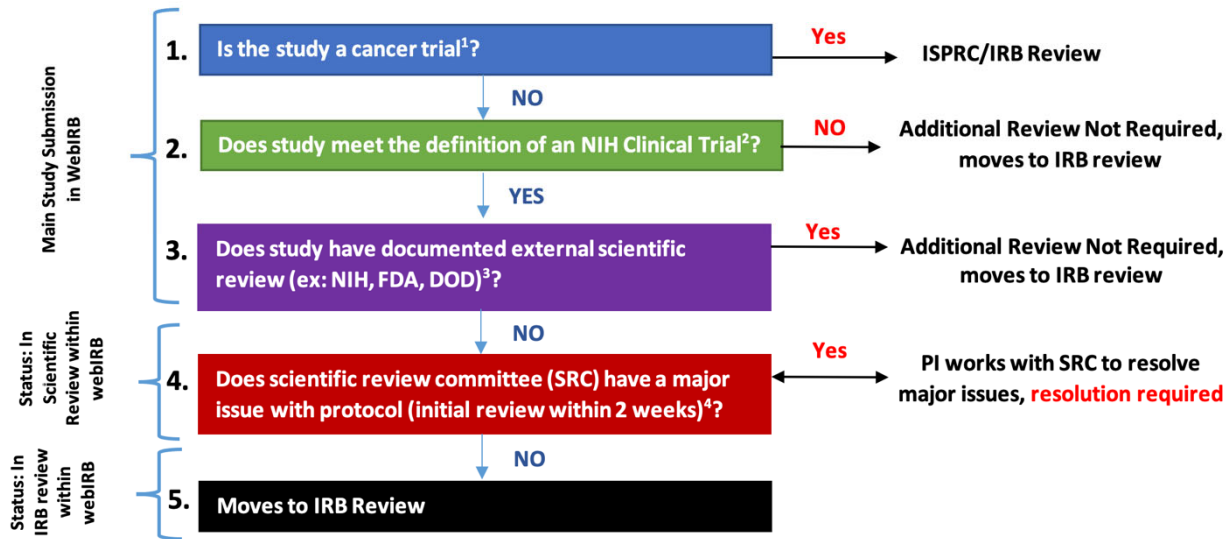 Main Study Submission
in WebIRB
1.
Is the study a cancer trial¹?
Yes
ISPRC/IRB Review
NO
2.
Does study meet the definition of an NIH Clinical Trial²?
NO
Additional Review Not Required,
moves to IRB review
YES
3.
Does study have documented external scientific
review (ex: NIH, FDA, DOD)³?
Yes
Additional Review Not Required,
moves to IRB review
NO
Status: In
Scientific
Review within
webIRB
4.
Does scientific review committee (SRC) have a major
issue with protocol (initial review within 2 weeks)⁴?
Yes
PI works with SRC to resolve
major issues, resolution required
NO
Status: In
IRB review
within
webIRB
5.
Moves to IRB Review